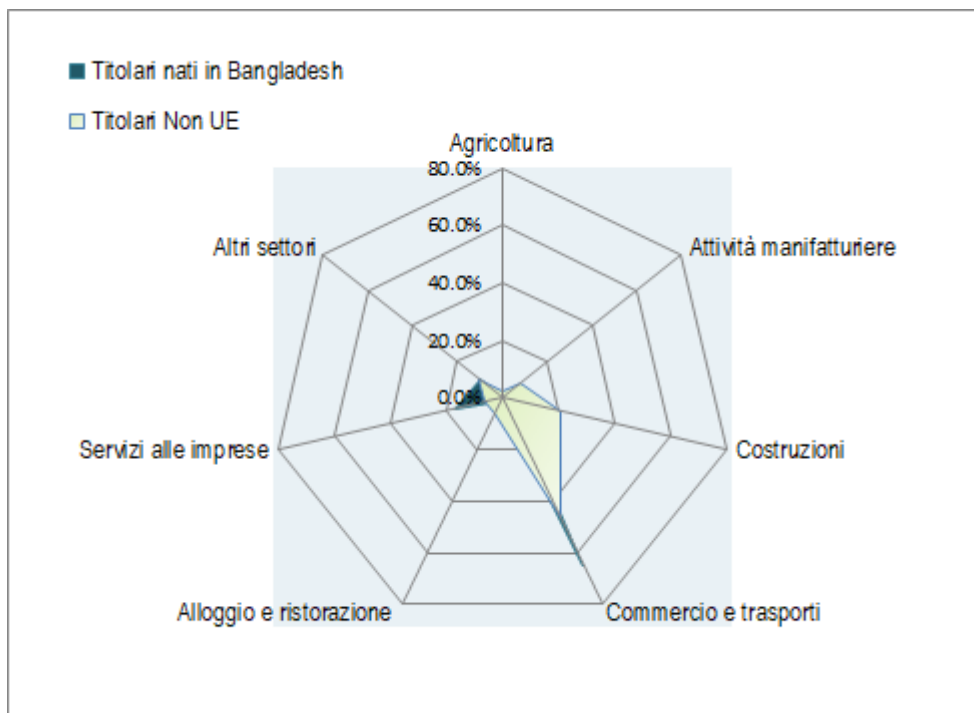 Titolari nati in Bangladesh
Titolari Non UE
Agricoltura
80.0%
60.0%
40.0%
20.0%
0.0%
Attività manifatturiere
Costruzioni
Commercio e trasporti
Alloggio e ristorazione
Servizi alle imprese
Altri settori